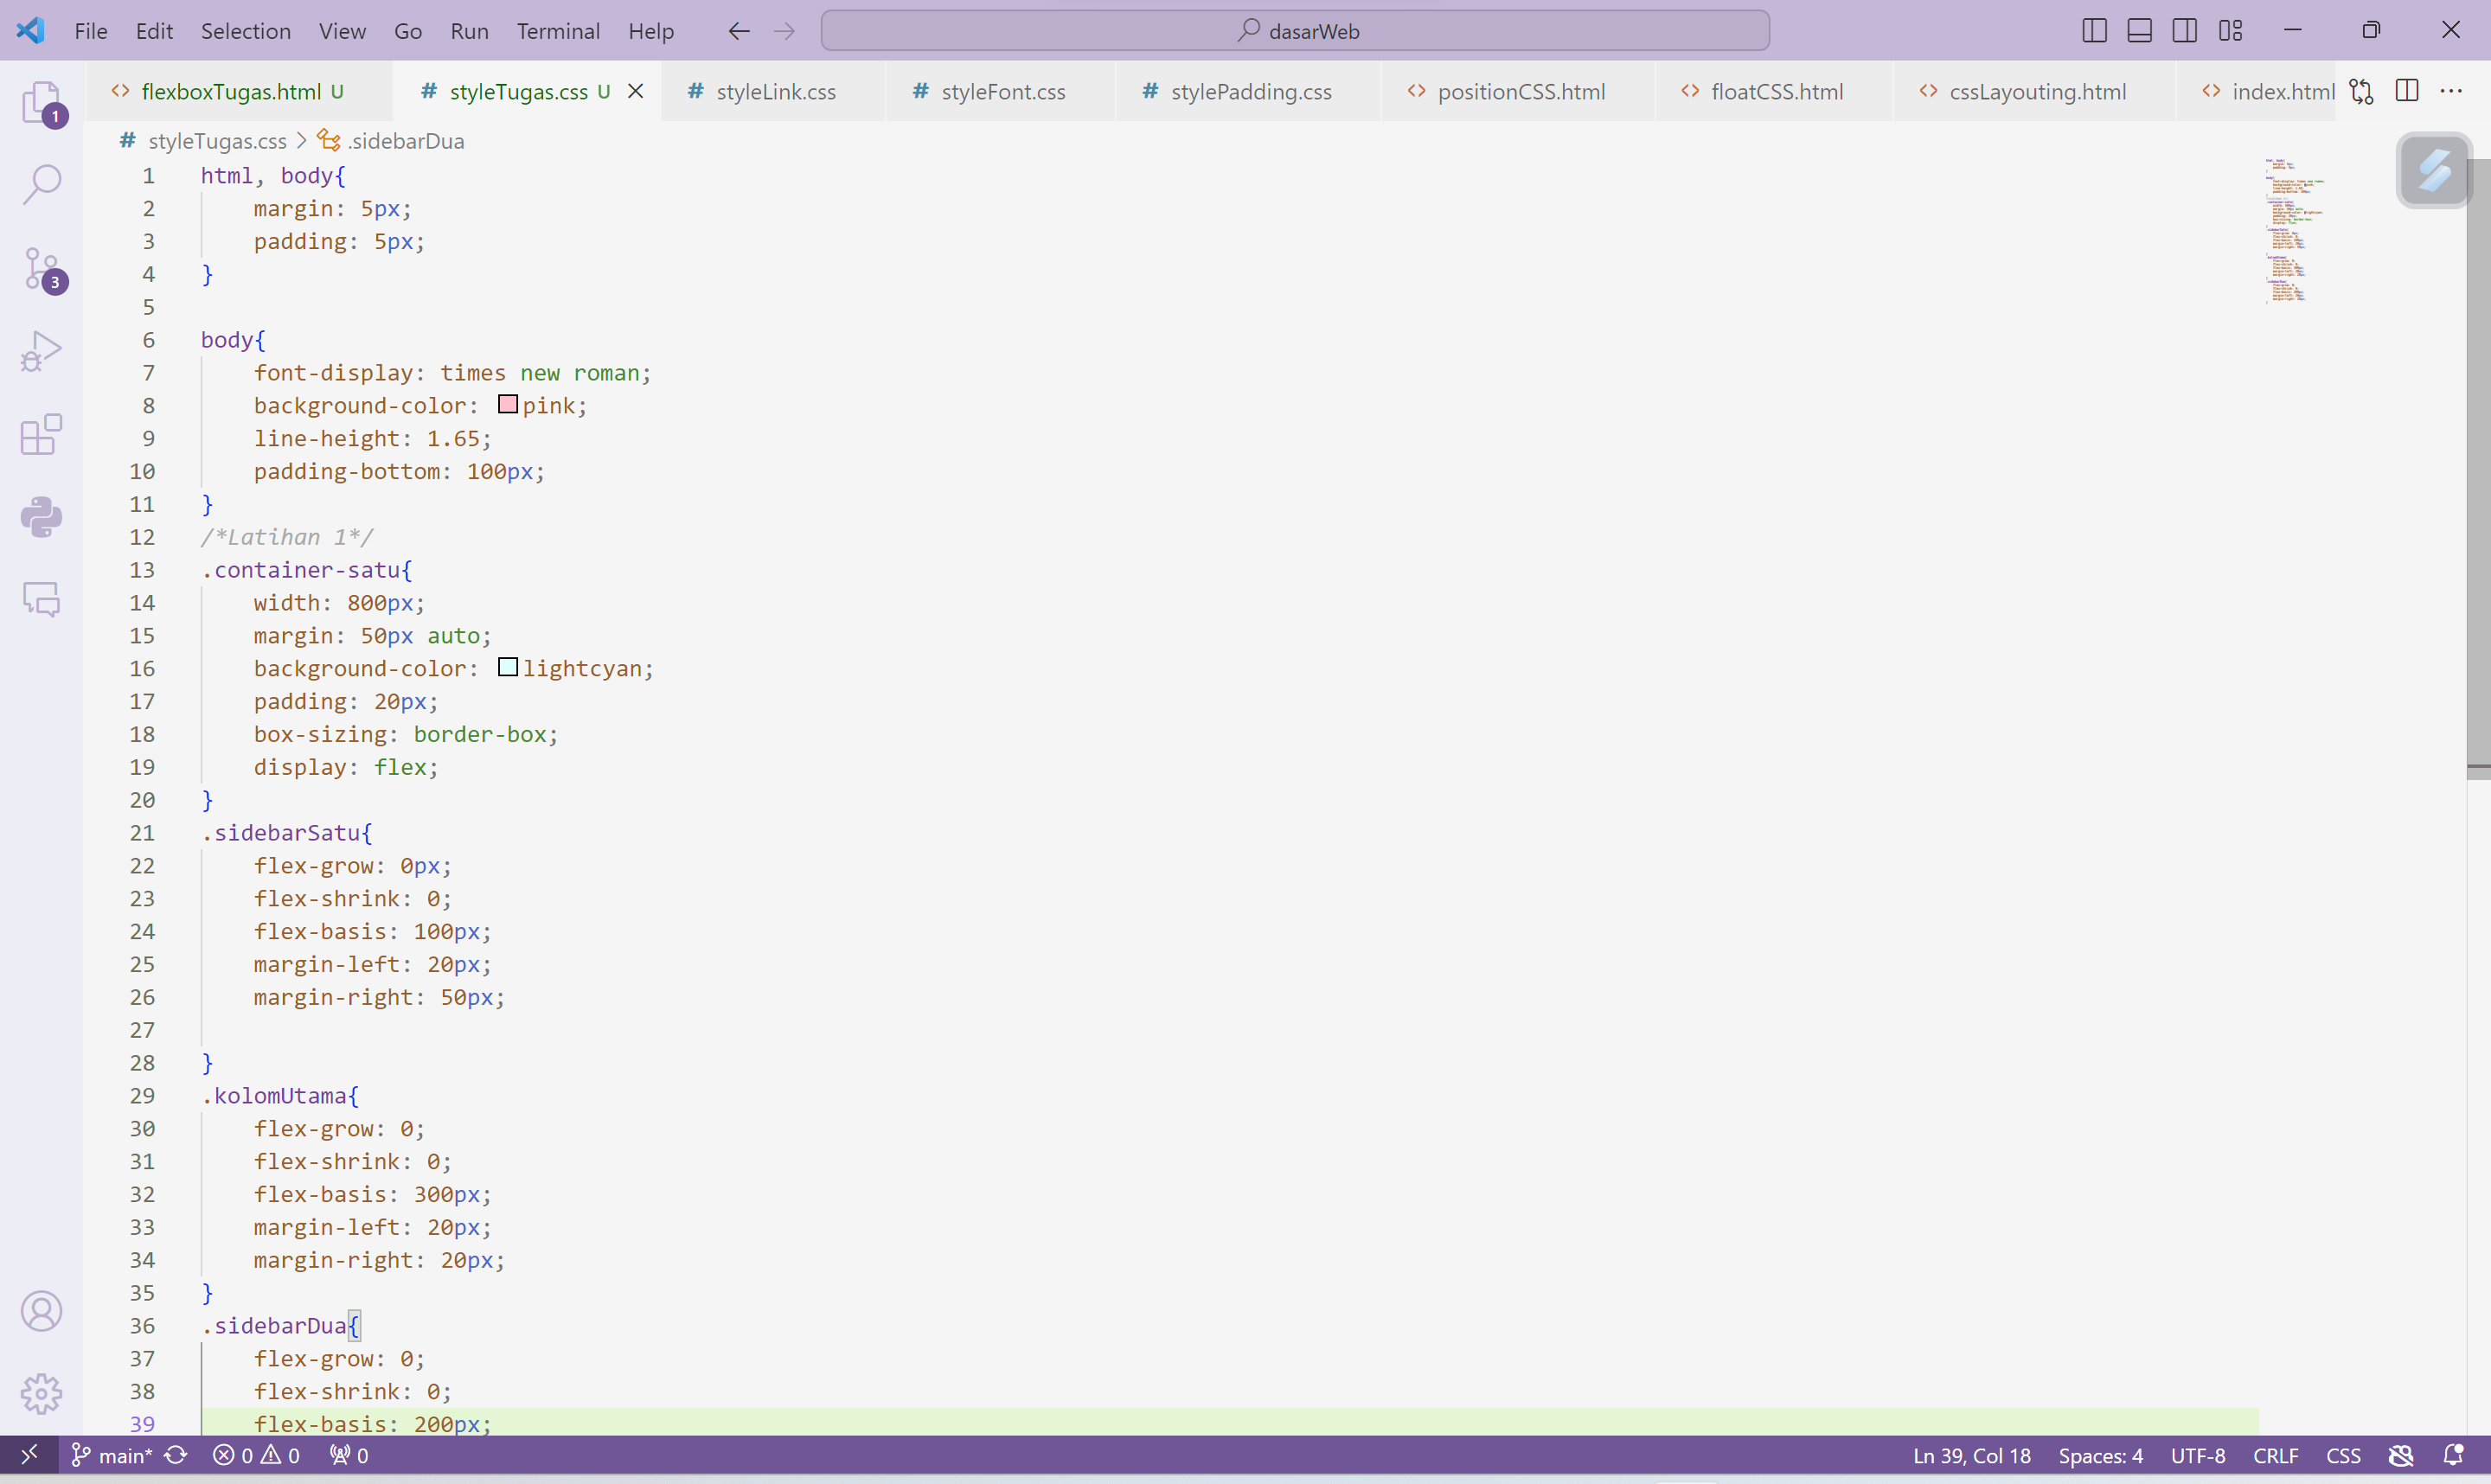 File Edit Selection View Go Run Terminal Help dasarWeb
flexboxTugas.html U styleTugas.css U styleLink.css styleFont.css stylePadding.css positionCSS.html floatCSS.html cssLayouting.html index.html
1
3
styleTugas.css > .sidebarDua
1 html, body{
2 margin: 5px;
3 padding: 5px;
4 }
5
6 body{
7 font-display: times new roman;
8 background-color: pink;
9 line-height: 1.65;
10 padding-bottom: 100px;
11 }
12 /*Latihan 1*/
13 .container-satu{
14 width: 800px;
15 margin: 50px auto;
16 background-color: lightcyan;
17 padding: 20px;
18 box-sizing: border-box;
19 display: flex;
20 }
21 .sidebarSatu{
22 flex-grow: 0px;
23 flex-shrink: 0;
24 flex-basis: 100px;
25 margin-left: 20px;
26 margin-right: 50px;
27
28 }
29 .kolomUtama{
30 flex-grow: 0;
31 flex-shrink: 0;
32 flex-basis: 300px;
33 margin-left: 20px;
34 margin-right: 20px;
35 }
36 .sidebarDua{
37 flex-grow: 0;
38 flex-shrink: 0;
39 flex-basis: 200px;
main* 0 0 0 Ln 39, Col 18 Spaces: 4 UTF-8 CRLF CSS